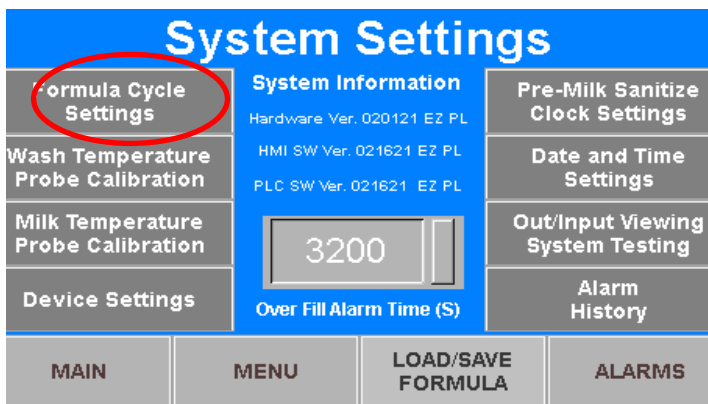 System Settings
Formula Cycle
Settings
System Information
Hardware Ver. 020121 EZ PL
HMI SW Ver. 021621 EZ PL
PLC SW Ver. 021621 EZ PL
Pre-Milk Sanitize
Clock Settings
Wash Temperature
Probe Calibration
Date and Time
Settings
Milk Temperature
Probe Calibration
3200
Out/Input Viewing
System Testing
Device Settings
Over Fill Alarm Time (S)
Alarm
History
MAIN
MENU
LOAD/SAVE
FORMULA
ALARMS